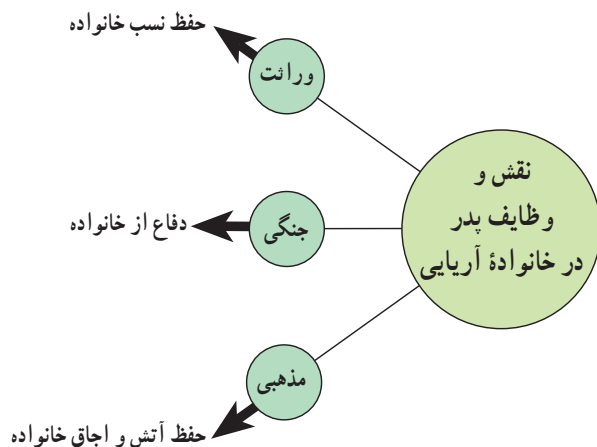 نقش و
وظایف پدر
در خانوادهٔ آریایی
وراثت
حفظ نسب خانواده
جنگی
دفاع از خانواده
مذهبی
حفظ آتش و اجاق خانواده